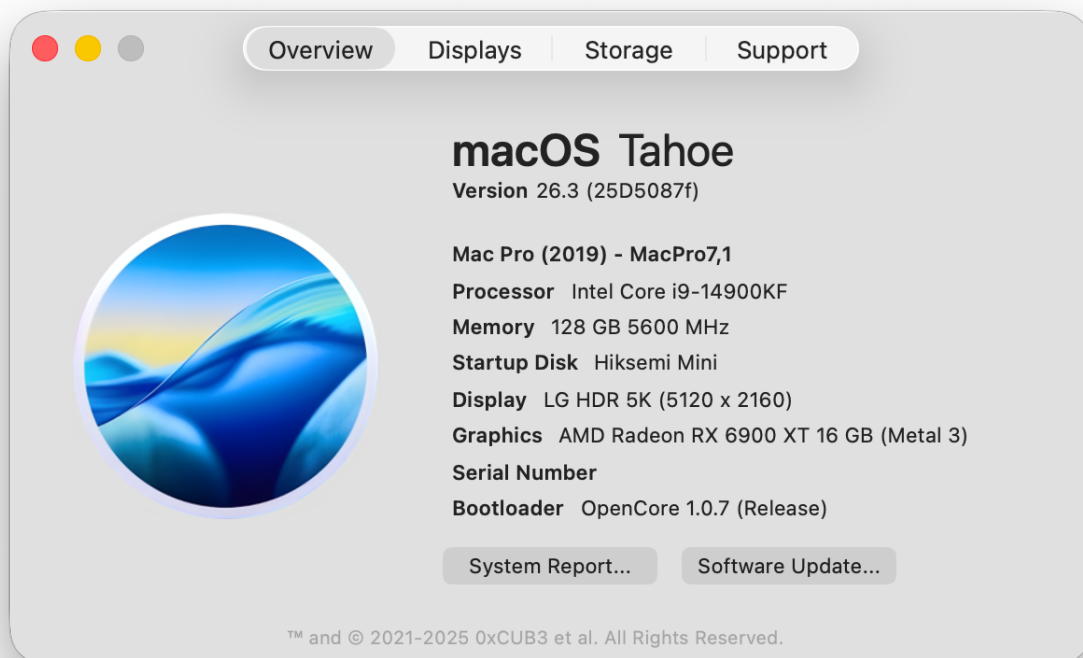 Overview Displays Storage Support
macOS Tahoe
Version 26.3 (25D5087f)
Mac Pro (2019) - MacPro7,1
Processor Intel Core i9-14900KF
Memory 128 GB 5600 MHz
Startup Disk Hiksemi Mini
Display LG HDR 5K (5120 x 2160)
Graphics AMD Radeon RX 6900 XT 16 GB (Metal 3)
Serial Number
Bootloader OpenCore 1.0.7 (Release)
System Report... Software Update...
™ and © 2021-2025 0xCUB3 et al. All Rights Reserved.